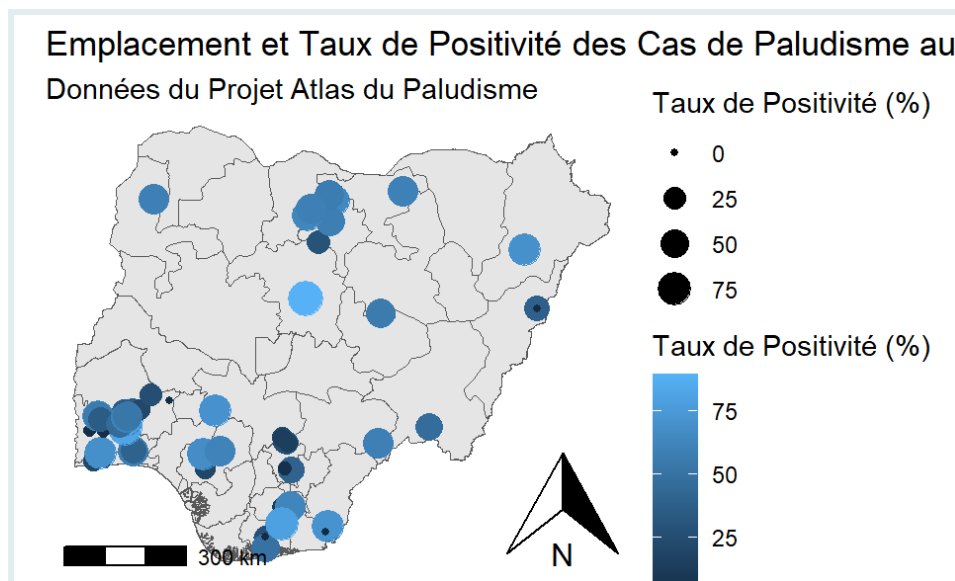 Emplacement et Taux de Positivité des Cas de Paludisme au
Données du Projet Atlas du Paludisme
Taux de Positivité (%)
0
25
50
75
Taux de Positivité (%)
75
50
25
300 km
N